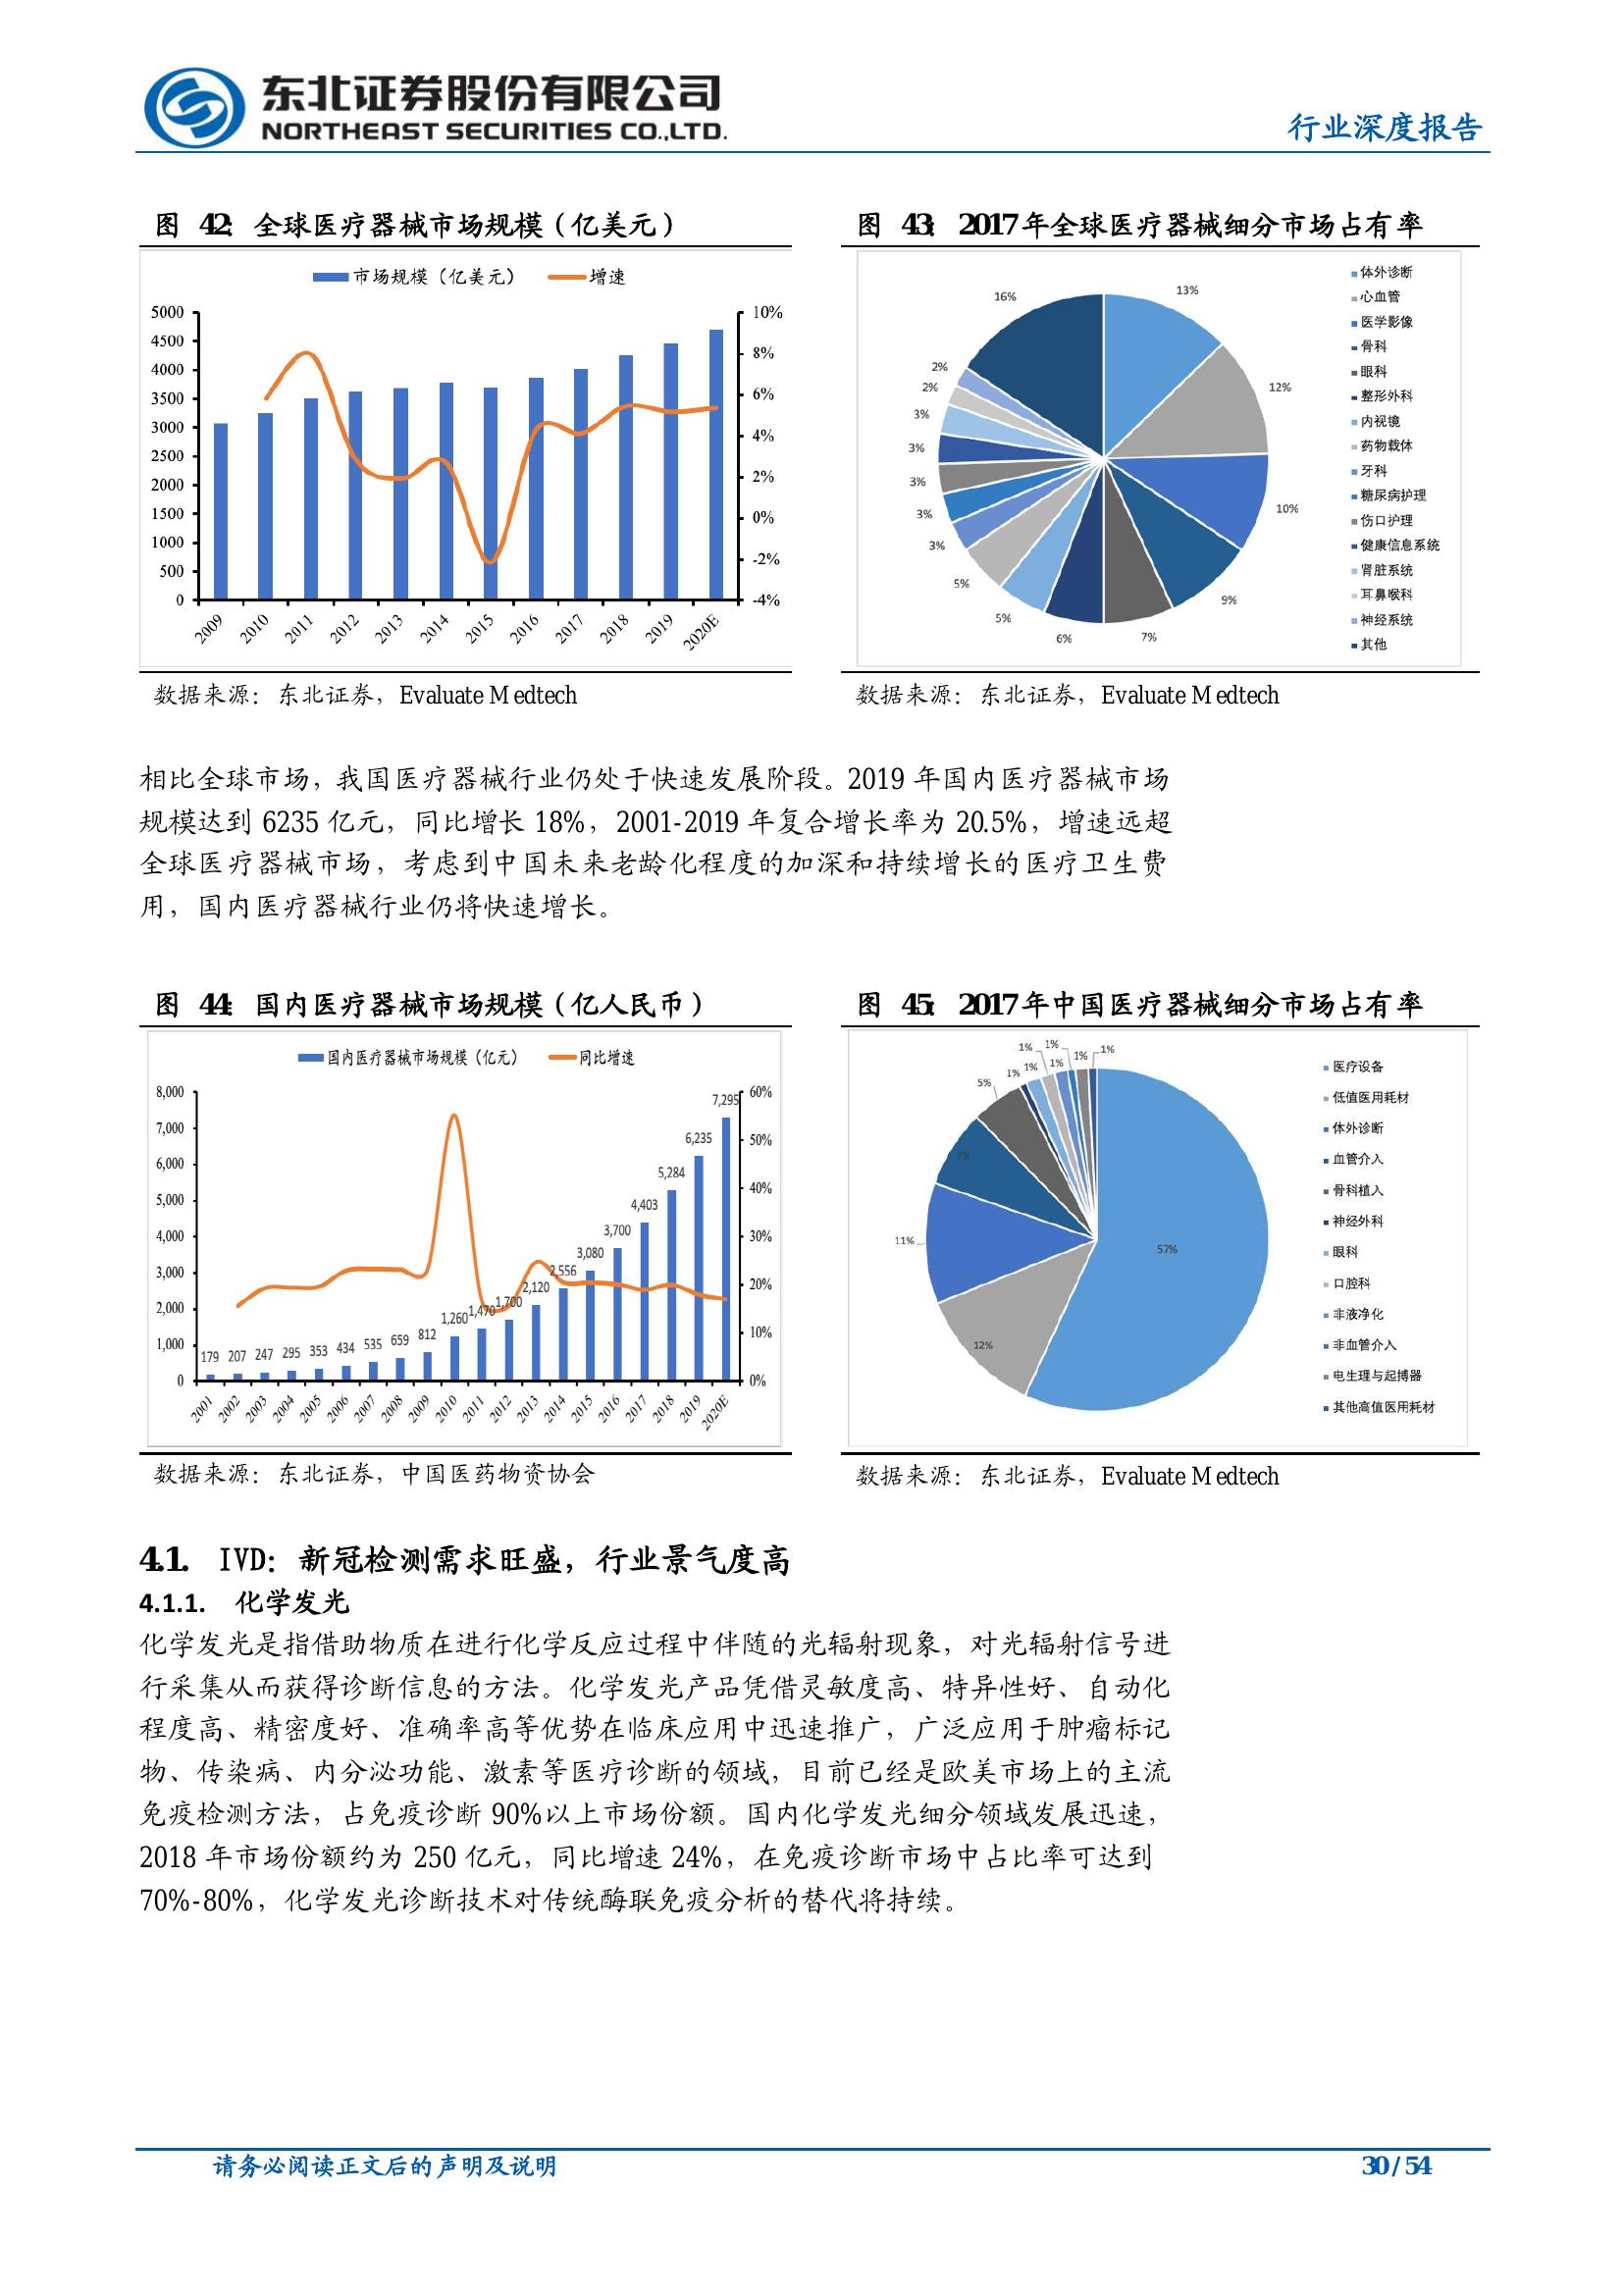 东北证券股份有限公司
NORTHEAST SECURITIES CO.,LTD.
行业深度报告
图 42：全球医疗器械市场规模（亿美元）
市场规模（亿美元） 增速
5000
4500
4000
3500
3000
2500
2000
1500
1000
500
0
10%
8%
6%
4%
2%
0%
-2%
-4%
2009 2010 2011 2012 2013 2014 2015 2016 2017 2018 2019 2020E
数据来源：东北证券，Evaluate Medtech
图 43：2017 年全球医疗器械细分市场占有率
13%
12%
10%
9%
7%
6%
5%
5%
3%
3%
3%
3%
3%
2%
2%
16%
体外诊断
心血管
医学影像
骨科
眼科
整形外科
内视镜
药物载体
牙科
糖尿病护理
伤口护理
健康信息系统
肾脏系统
耳鼻喉科
神经系统
其他
数据来源：东北证券，Evaluate Medtech
相比全球市场，我国医疗器械行业仍处于快速发展阶段。2019 年国内医疗器械市场
规模达到 6235 亿元，同比增长 18%，2001-2019 年复合增长率为 20.5%，增速远超
全球医疗器械市场，考虑到中国未来老龄化程度的加深和持续增长的医疗卫生费
用，国内医疗器械行业仍将快速增长。
图 44：国内医疗器械市场规模（亿人民币）
国内医疗器械市场规模（亿元） 同比增速
8,000
7,000
6,000
5,000
4,000
3,000
2,000
1,000
0
60%
50%
40%
30%
20%
10%
0%
179 207 247 295 353 434 535 659 812 1,260 1,470 1,700 2,120 2,556 3,080 3,700 4,403 5,284 6,235 7,295
2001 2002 2003 2004 2005 2006 2007 2008 2009 2010 2011 2012 2013 2014 2015 2016 2017 2018 2019 2020E
数据来源：东北证券，中国医药物资协会
图 45：2017 年中国医疗器械细分市场占有率
57%
12%
11%
7%
5%
1%
1%
1%
1%
1%
1%
1%
医疗设备
低值医用耗材
体外诊断
血管介入
骨科植入
神经外科
眼科
口腔科
非液净化
非血管介入
电生理与起搏器
其他高值医用耗材
数据来源：东北证券，Evaluate Medtech
4.1. IVD：新冠检测需求旺盛，行业景气度高
4.1.1. 化学发光
化学发光是指借助物质在进行化学反应过程中伴随的光辐射现象，对光辐射信号进
行采集从而获得诊断信息的方法。化学发光产品凭借灵敏度高、特异性好、自动化
程度高、精密度好、准确率高等优势在临床应用中迅速推广，广泛应用于肿瘤标记
物、传染病、内分泌功能、激素等医疗诊断的领域，目前已经是欧美市场上的主流
免疫检测方法，占免疫诊断 90%以上市场份额。国内化学发光细分领域发展迅速，
2018 年市场份额约为 250 亿元，同比增速 24%，在免疫诊断市场中占比率可达到
70%-80%，化学发光诊断技术对传统酶联免疫分析的替代将持续。
请务必阅读正文后的声明及说明
30 / 54